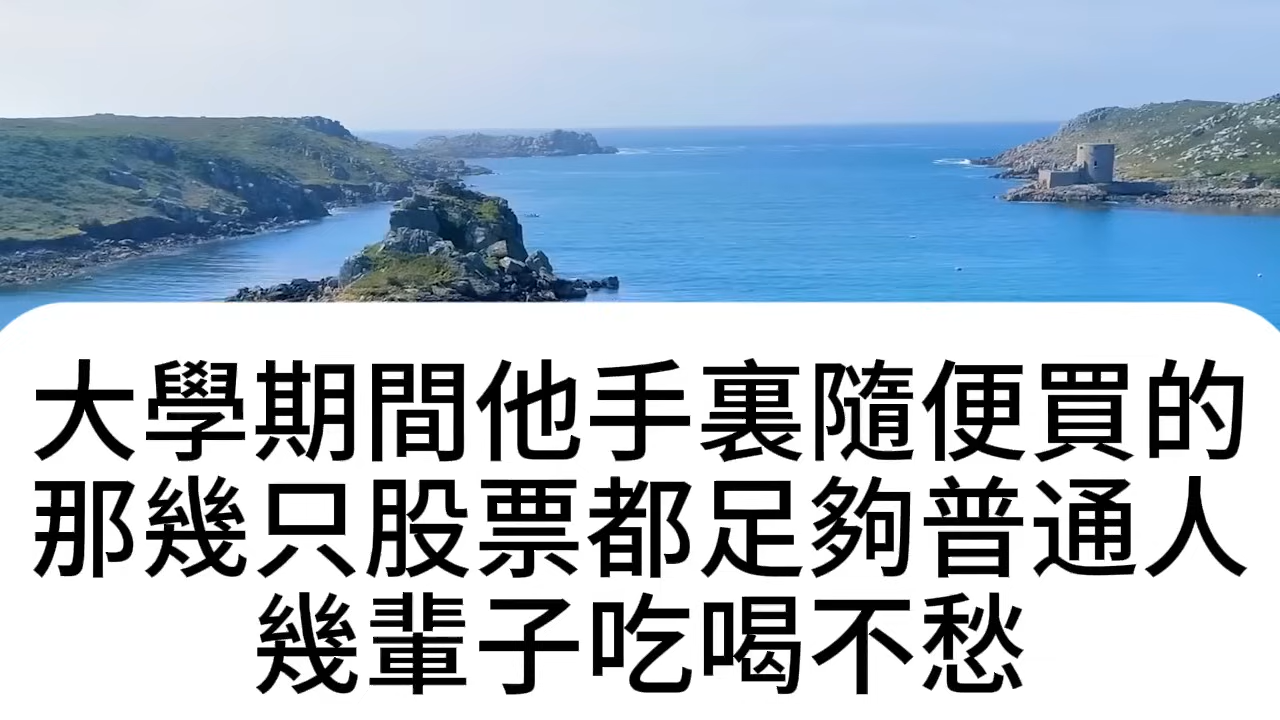 大學期間他手裏隨便買的
那幾只股票都足夠普通人
幾輩子吃喝不愁